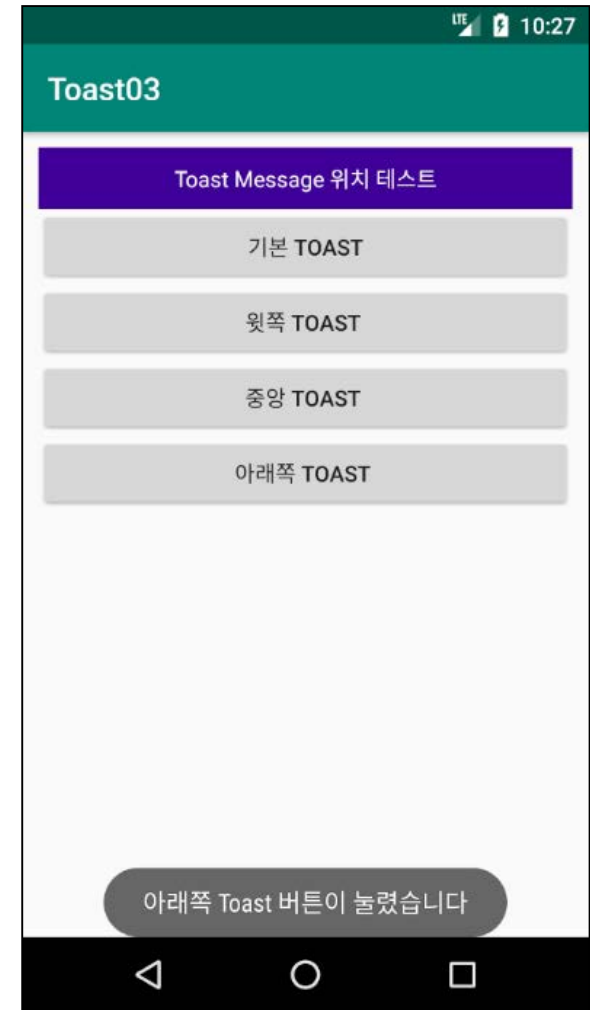 LTE 10:27
Toast03
Toast Message 위치 테스트
기본 TOAST
윗쪽 TOAST
중앙 TOAST
아래쪽 TOAST
아래쪽 Toast 버튼이 눌렸습니다